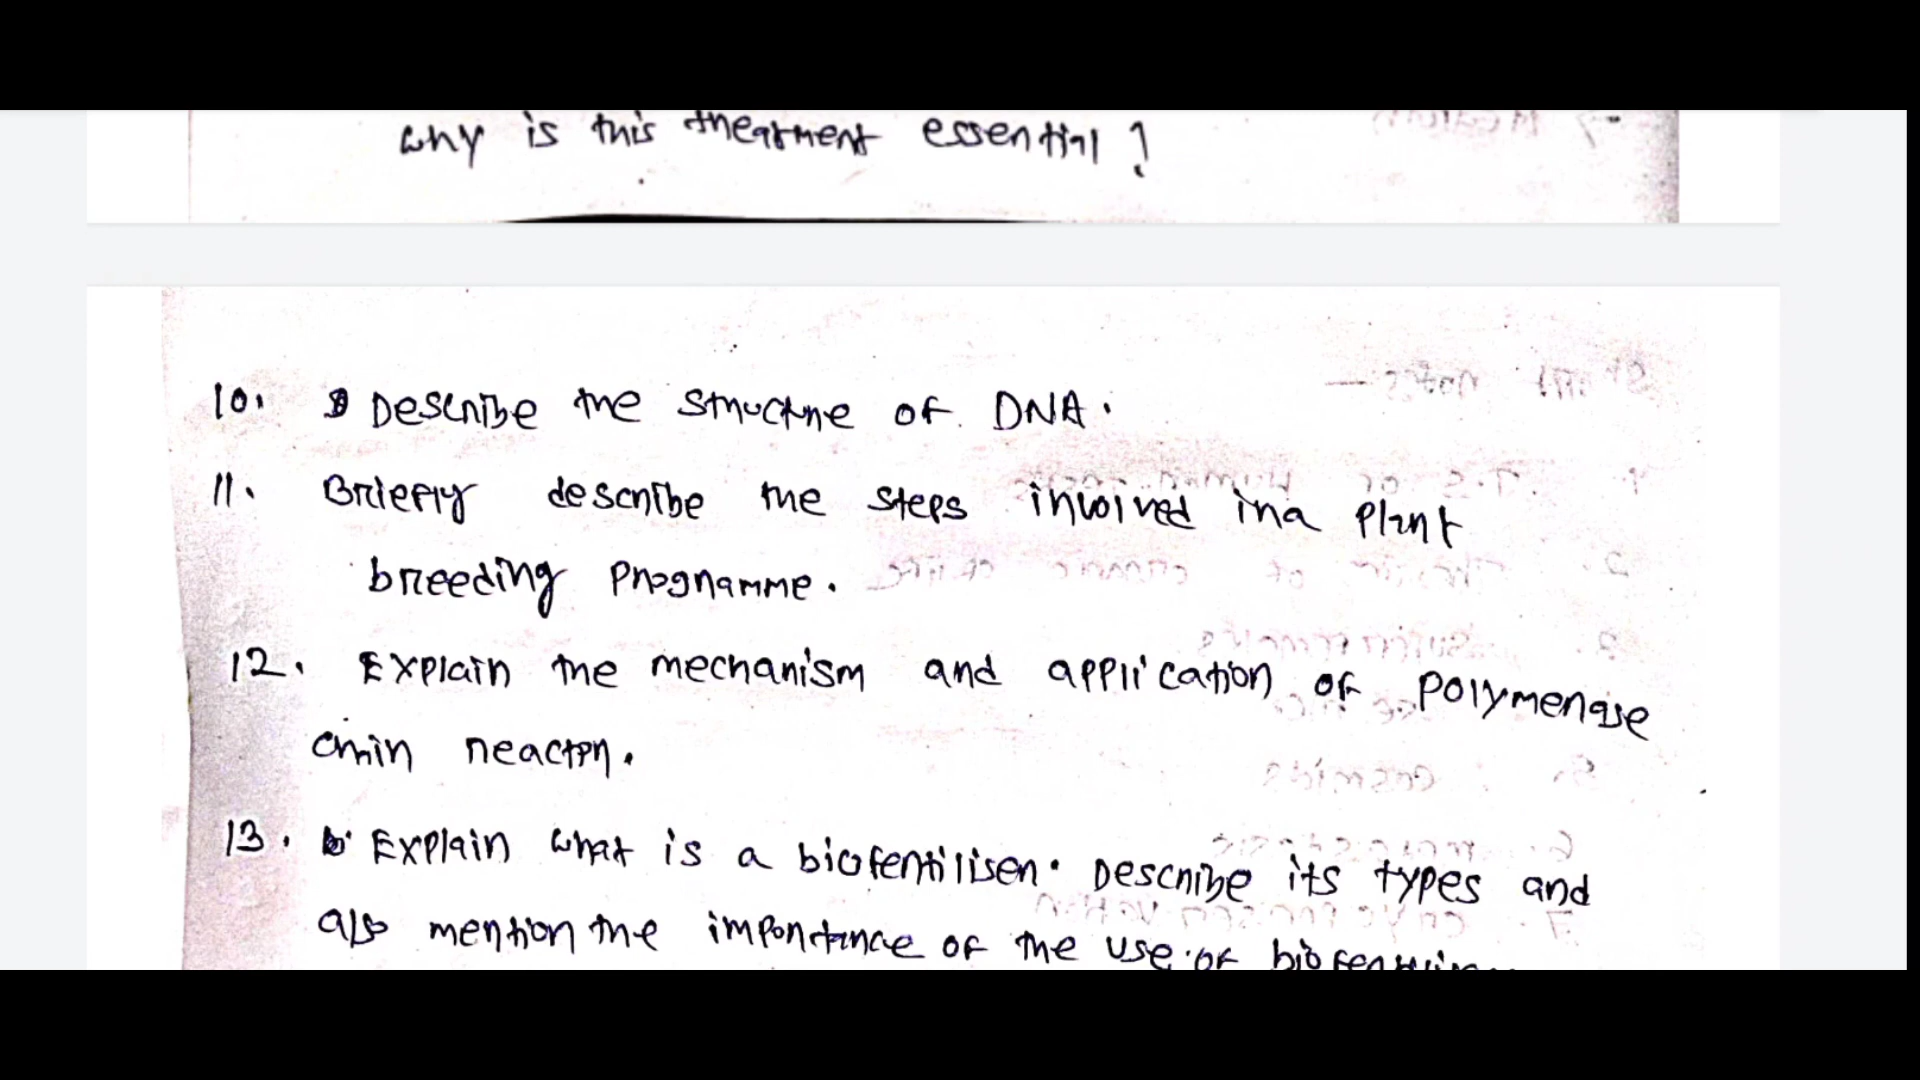 why is this treatment essential?
10. Describe the structure of DNA.
11. Briefly describe the steps involved in a plant
breeding programme.
12. Explain the mechanism and application of polymerase
chain reaction.
13. Explain what is a biofertiliser. Describe its types and
also mention the importance of the use of